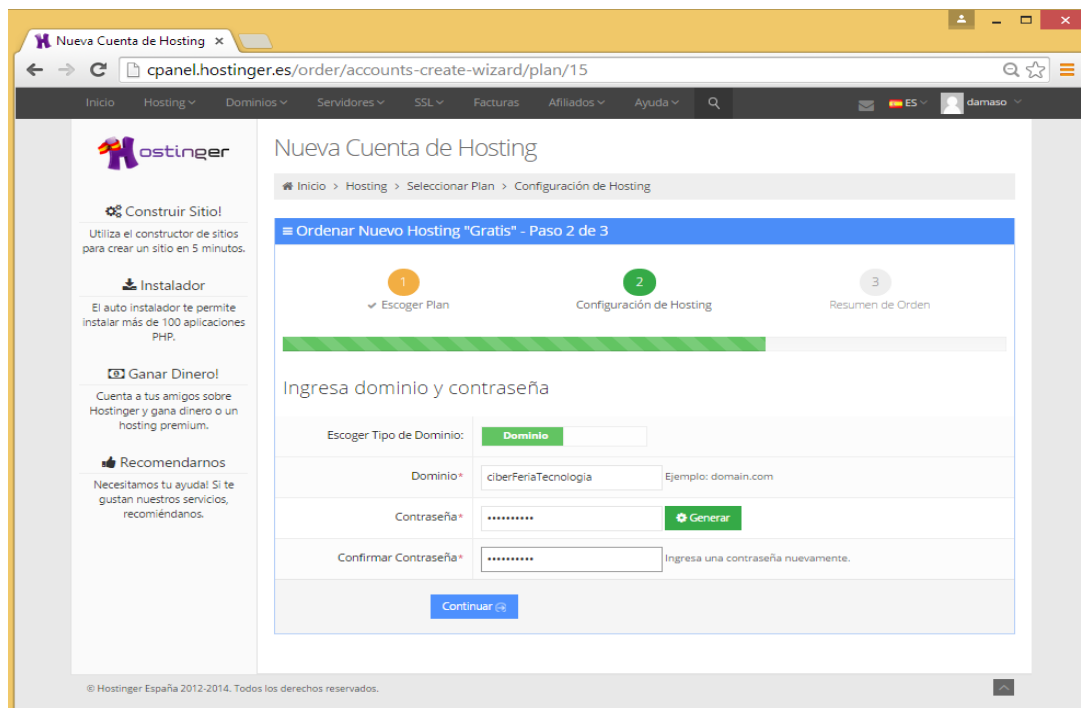 Nueva Cuenta de Hosting
cpanel.hostinger.es/order/accounts-create-wizard/plan/15
Inicio Hosting Dominios Servidores SSL Facturas Afiliados Ayuda ES damaso
Hostinger
Nueva Cuenta de Hosting
Inicio > Hosting > Seleccionar Plan > Configuración de Hosting
Construir Sitio!
Utiliza el constructor de sitios
para crear un sitio en 5 minutos.
Instalador
El auto instalador te permite
instalar más de 100 aplicaciones
PHP.
Ganar Dinero!
Cuenta a tus amigos sobre
Hostinger y gana dinero o un
hosting premium.
Recomendarnos
Necesitamos tu ayuda! Si te
gustan nuestros servicios,
recomiéndanos.
Ordenar Nuevo Hosting "Gratis" - Paso 2 de 3
1 2 3
Escoger Plan Configuración de Hosting Resumen de Orden
Ingresa dominio y contraseña
Escoger Tipo de Dominio: Dominio
Dominio* ciberFeriaTecnologia Ejemplo: domain.com
Contraseña* •••••••••• Generar
Confirmar Contraseña* •••••••••• Ingresa una contraseña nuevamente.
Continuar
© Hostinger España 2012-2014. Todos los derechos reservados.